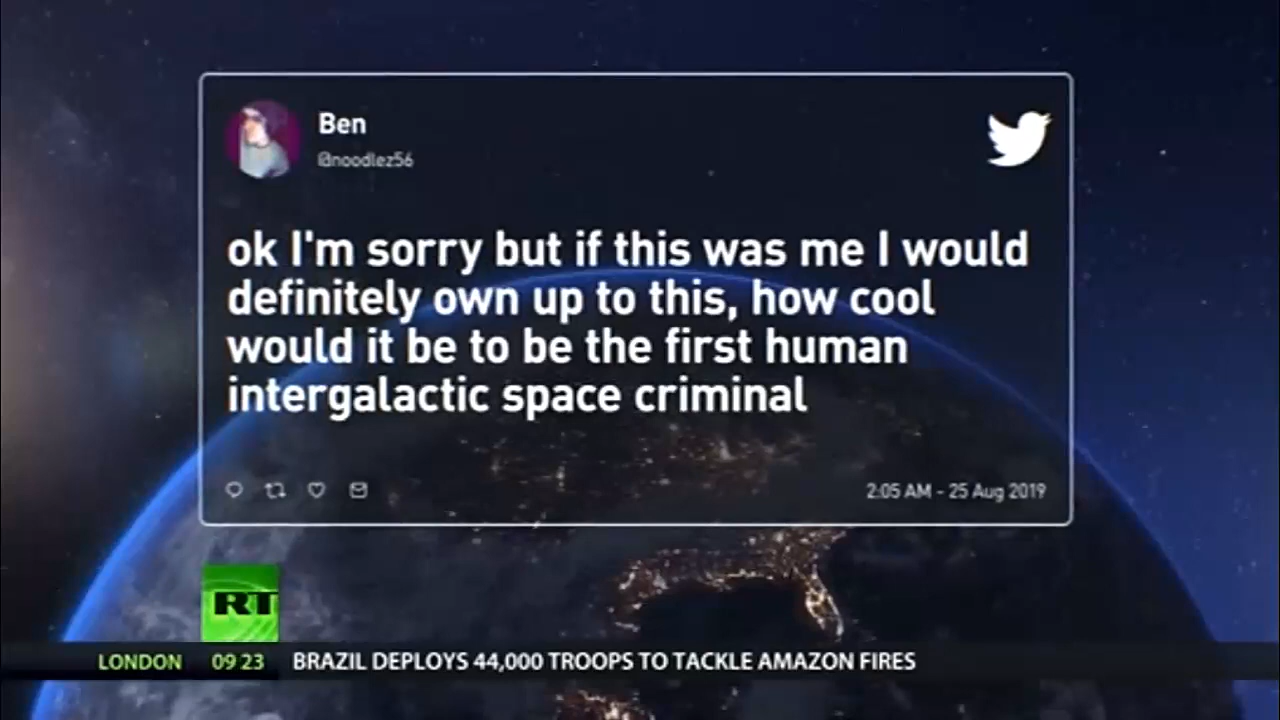 Ben
@noodlez56
ok I'm sorry but if this was me I would
definitely own up to this, how cool
would it be to be the first human
intergalactic space criminal
2:05 AM - 25 Aug 2019
RT
LONDON 09 23 BRAZIL DEPLOYS 44,000 TROOPS TO TACKLE AMAZON FIRES